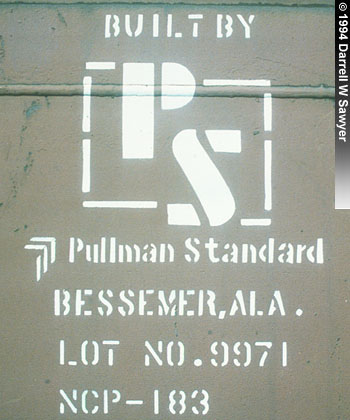 BUILT BY
PS
Pullman Standard
BESSEMER,ALA.
LOT NO.9971
NCP-183
© 1994 Darrell W Sawyer